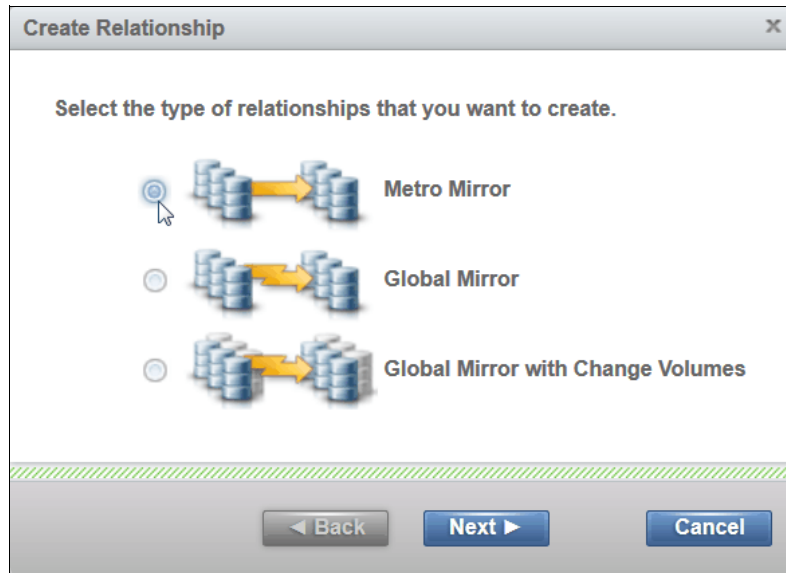 Create Relationship
Select the type of relationships that you want to create.
Metro Mirror
Global Mirror
Global Mirror with Change Volumes
Back
Next
Cancel